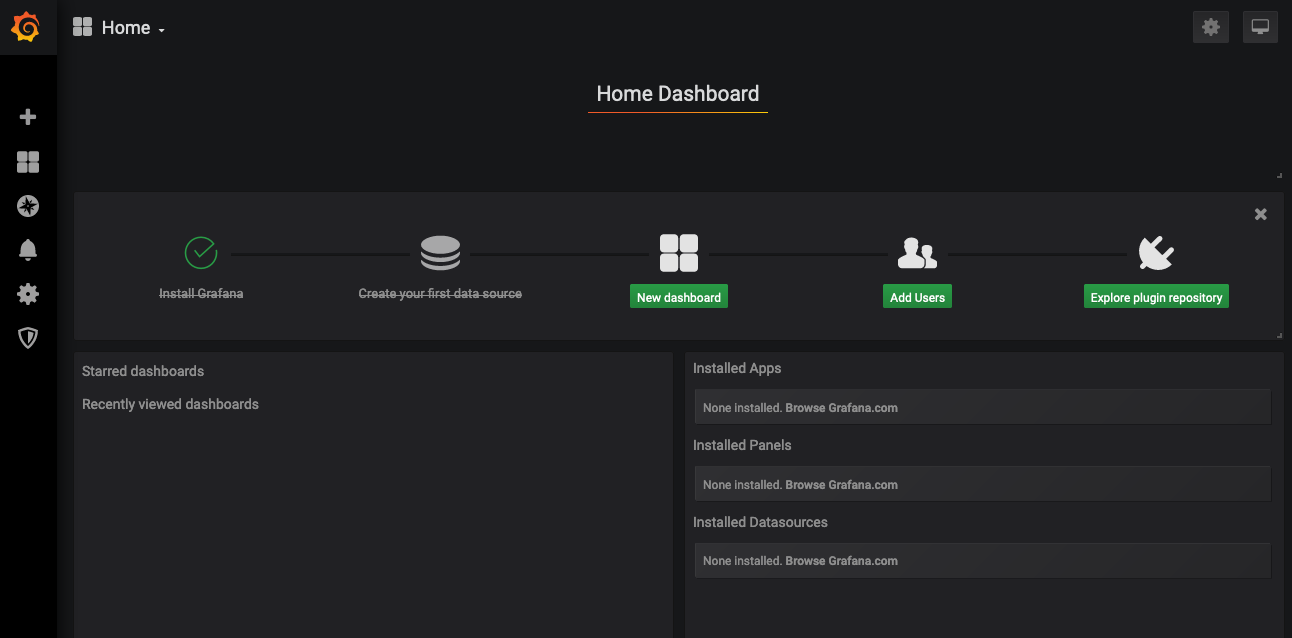 Home
Home Dashboard
Install Grafana
Create your first data source
New dashboard
Add Users
Explore plugin repository
Starred dashboards
Recently viewed dashboards
Installed Apps
None installed. Browse Grafana.com
Installed Panels
None installed. Browse Grafana.com
Installed Datasources
None installed. Browse Grafana.com